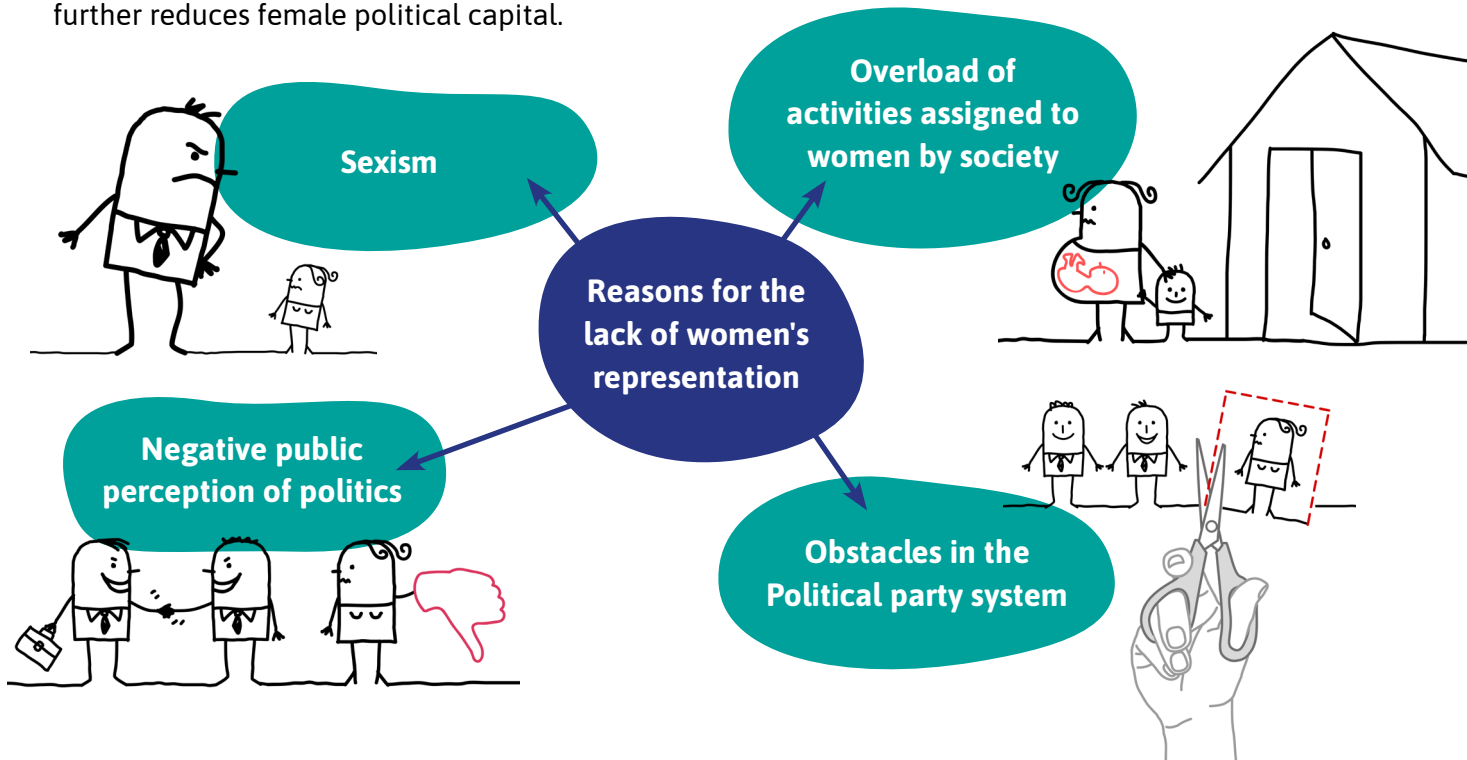 further reduces female political capital.
Sexism
Overload of
activities assigned to
women by society
Reasons for the
lack of women's
representation
Negative public
perception of politics
Obstacles in the
Political party system